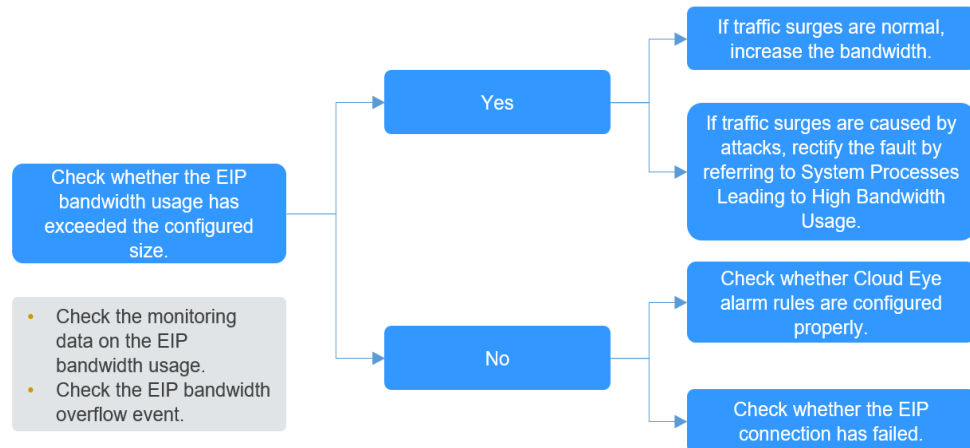 Check whether the EIP
bandwidth usage has
exceeded the configured
size.
• Check the monitoring
data on the EIP
bandwidth usage.
• Check the EIP bandwidth
overflow event.
Yes
If traffic surges are normal,
increase the bandwidth.
If traffic surges are caused by
attacks, rectify the fault by
referring to System Processes
Leading to High Bandwidth
Usage.
No
Check whether Cloud Eye
alarm rules are configured
properly.
Check whether the EIP
connection has failed.